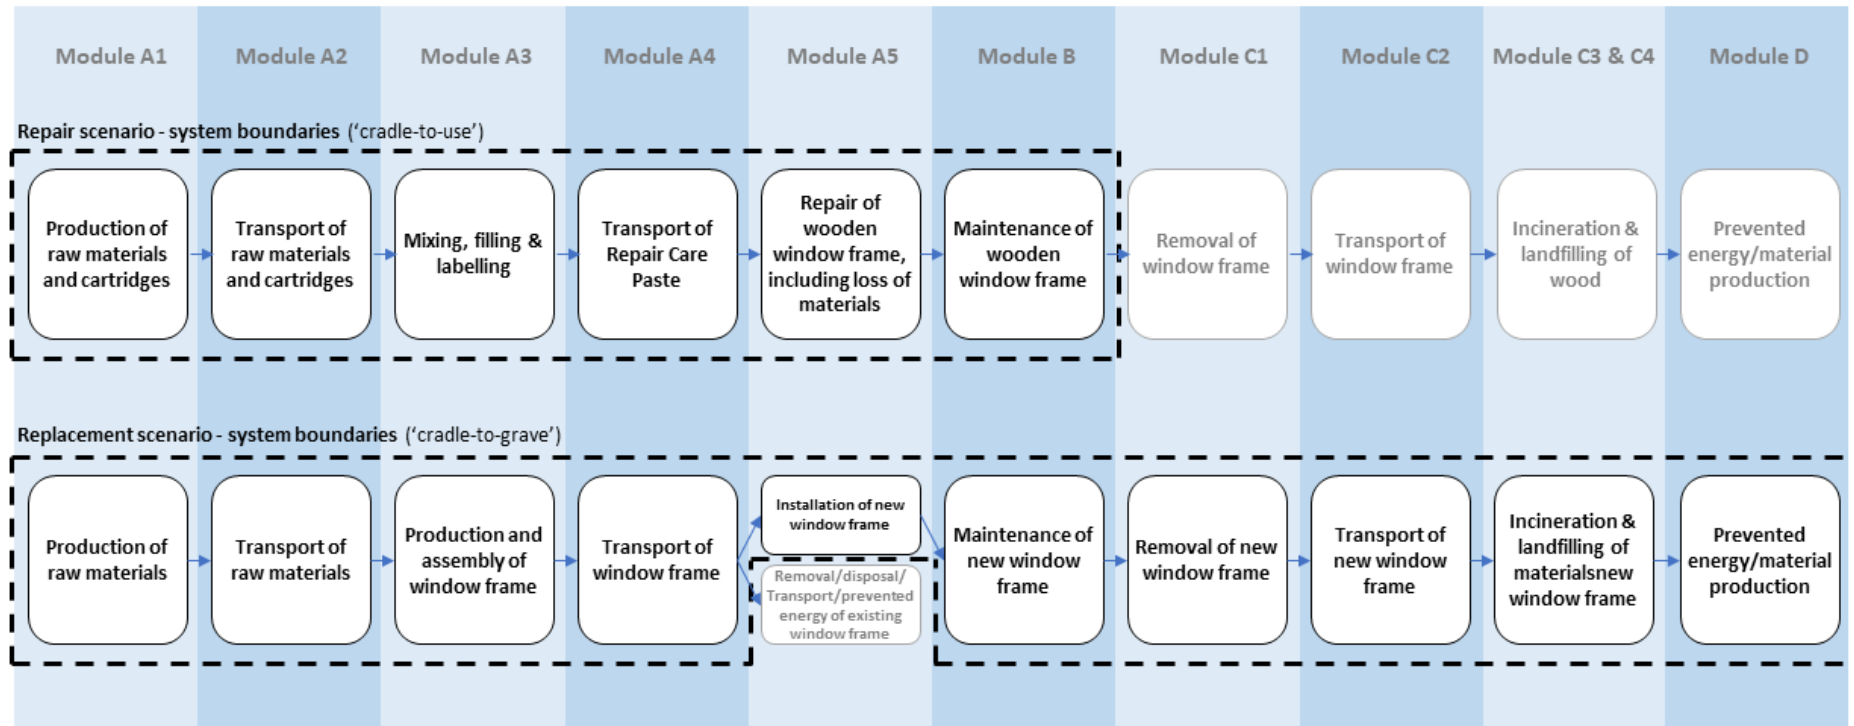 Module A1 Module A2 Module A3 Module A4 Module A5 Module B Module C1 Module C2 Module C3 & C4 Module D
Repair scenario - system boundaries (‘cradle-to-use’)
Production of
raw materials
and cartridges
Transport of
raw materials
and cartridges
Mixing, filling &
labelling
Transport of
Repair Care
Paste
Repair of
wooden
window frame,
including loss of
materials
Maintenance of
wooden
window frame
Removal of
window frame
Transport of
window frame
Incineration &
landfilling of
wood
Prevented
energy/material
production
Replacement scenario - system boundaries (‘cradle-to-grave’)
Production of
raw materials
Transport of
raw materials
Production and
assembly of
window frame
Transport of
window frame
Installation of new
window frame
Removal/disposal/
Transport/prevented
energy of existing
window frame
Maintenance of
new window
frame
Removal of new
window frame
Transport of
new window
frame
Incineration &
landfilling of
materialsnew
window frame
Prevented
energy/material
production